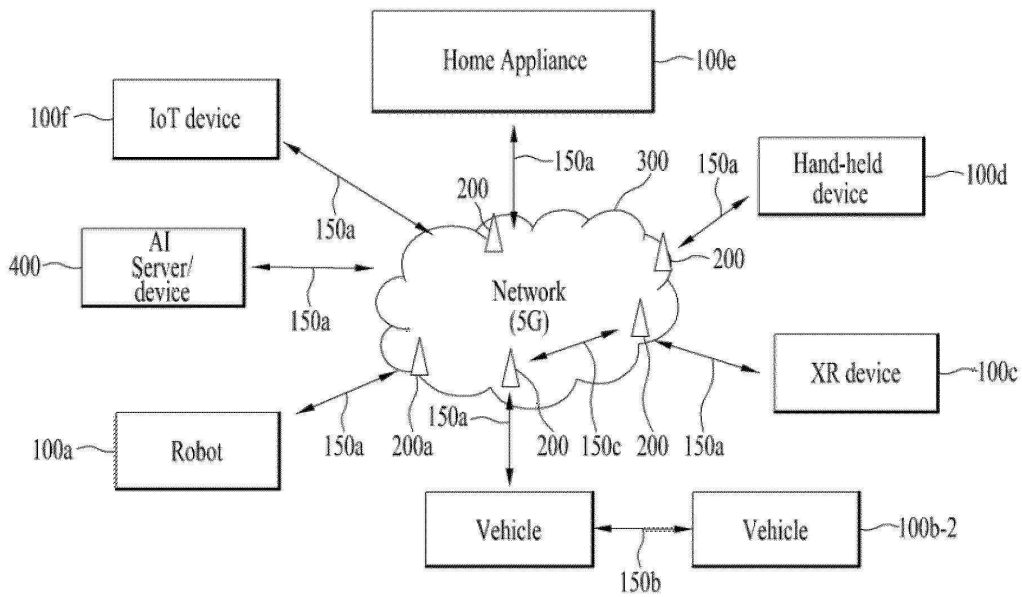 Home Appliance
100e
100f
IoT device
150a
300
150a
Hand-held
device
100d
200
150a
400
AI
Server/
device
150a
200
Network
(5G)
XR device
100c
100a
Robot
150a
200a
150a
200
150c
200
150a
Vehicle
Vehicle
100b-2
150b